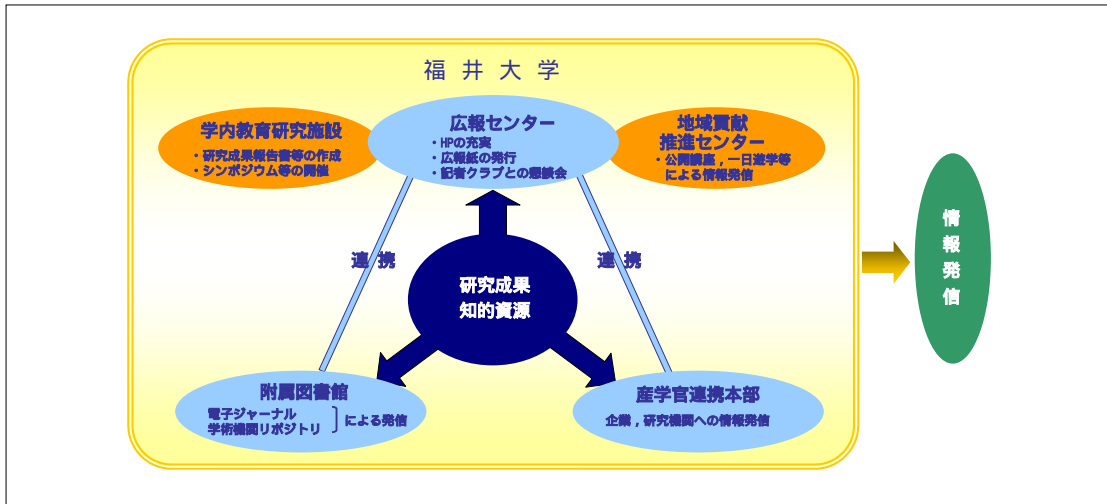 福井大学
学内教育研究施設
・研究成果報告書等の作成
・シンポジウム等の開催
広報センター
・HPの充実
・広報紙の発行
・記者クラブとの懇談会
地域貢献
推進センター
・公開講座，一日遊学等
による情報発信
連携
連携
研究成果
知的資源
情報発信
附属図書館
電子ジャーナル
学術機関リポジトリ
による発信
産学官連携本部
企業，研究機関への情報発信